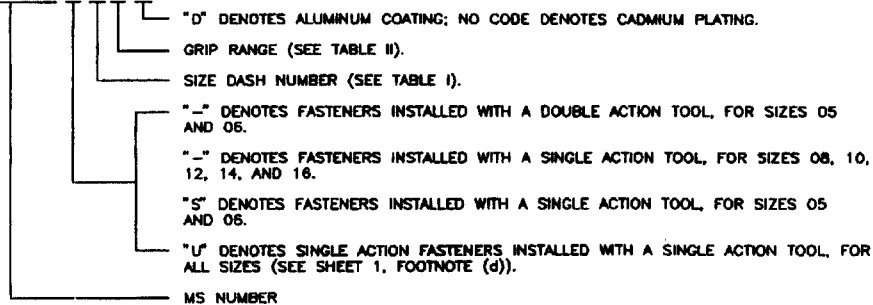 "D" DENOTES ALUMINUM COATING; NO CODE DENOTES CADMIUM PLATING.
GRIP RANGE (SEE TABLE II).
SIZE DASH NUMBER (SEE TABLE I).
"–" DENOTES FASTENERS INSTALLED WITH A DOUBLE ACTION TOOL, FOR SIZES 05
AND 06.
"–" DENOTES FASTENERS INSTALLED WITH A SINGLE ACTION TOOL, FOR SIZES 08, 10,
12, 14, AND 16.
"S" DENOTES FASTENERS INSTALLED WITH A SINGLE ACTION TOOL, FOR SIZES 05
AND 06.
"U" DENOTES SINGLE ACTION FASTENERS INSTALLED WITH A SINGLE ACTION TOOL, FOR
ALL SIZES (SEE SHEET 1, FOOTNOTE (d)).
MS NUMBER